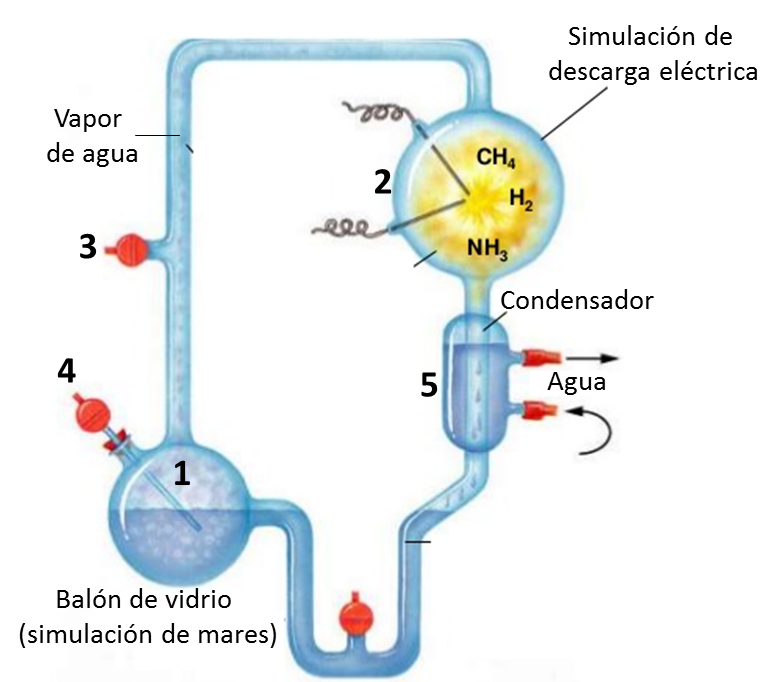 Simulación de
descarga eléctrica
Vapor
de agua
CH₄
2
H₂
3
NH₃
Condensador
4
5
Agua
1
Balón de vidrio
(simulación de mares)